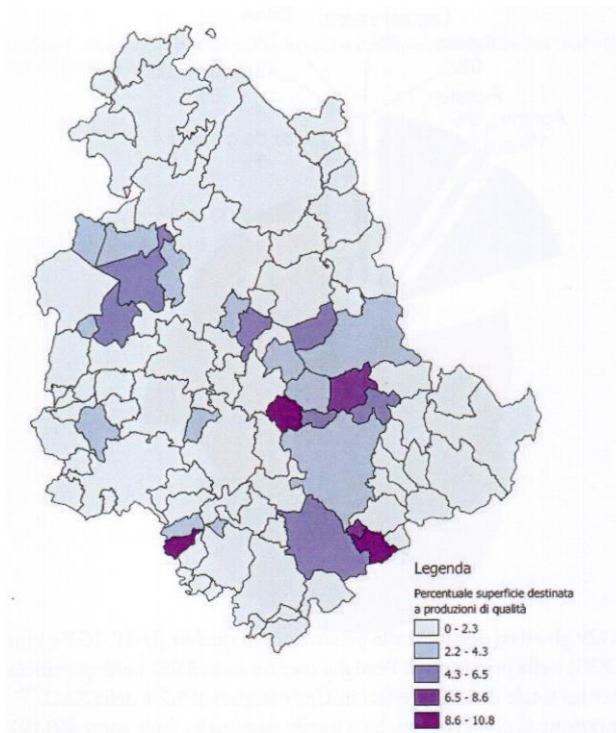 Legenda
Percentuale superficie destinata
a produzioni di qualità
0 - 2.3
2.2 - 4.3
4.3 - 6.5
6.5 - 8.6
8.6 - 10.8